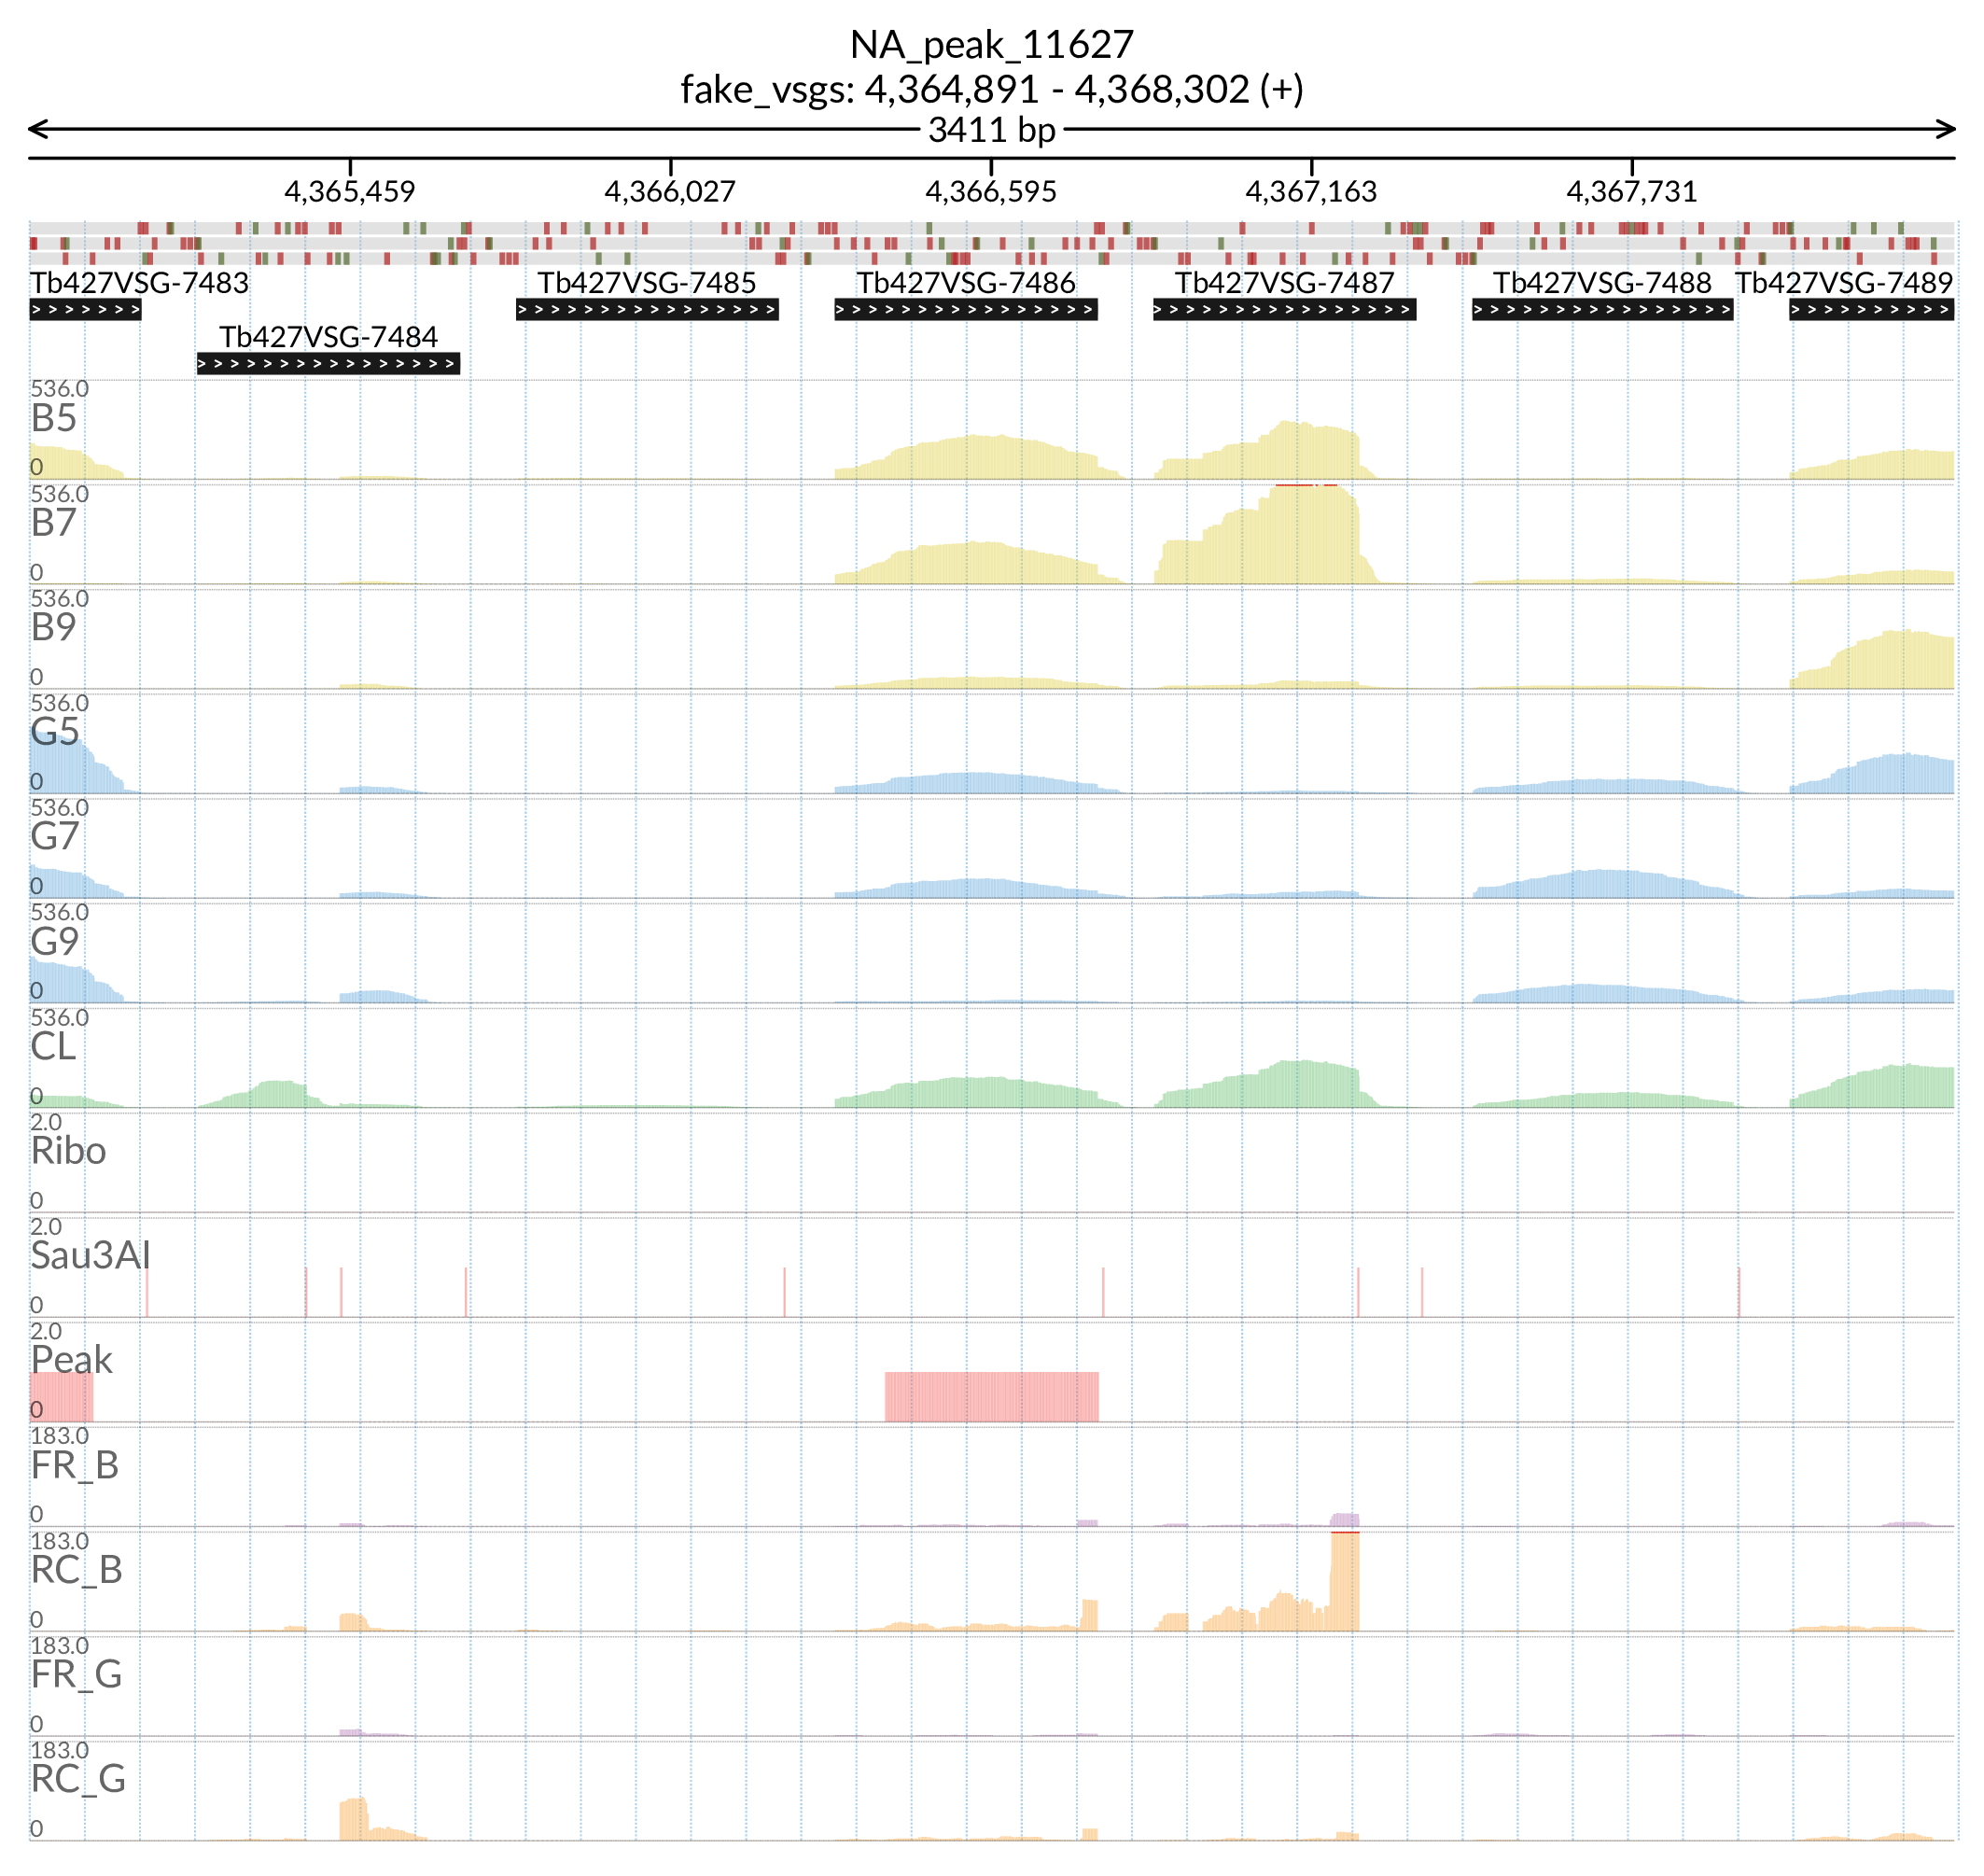 NA_peak_11627
fake_vsgs: 4,364,891 - 4,368,302 (+)
3411 bp
4,365,459 4,366,027 4,366,595 4,367,163 4,367,731
Tb427VSG-7483 Tb427VSG-7485 Tb427VSG-7486 Tb427VSG-7487 Tb427VSG-7488 Tb427VSG-7489
Tb427VSG-7484
536.0
B5
0
536.0
B7
0
536.0
B9
0
536.0
G5
0
536.0
G7
0
536.0
G9
0
536.0
CL
0
2.0
Ribo
0
2.0
Sau3AI
0
2.0
Peak
0
183.0
FR_B
0
183.0
RC_B
0
183.0
FR_G
0
183.0
RC_G
0